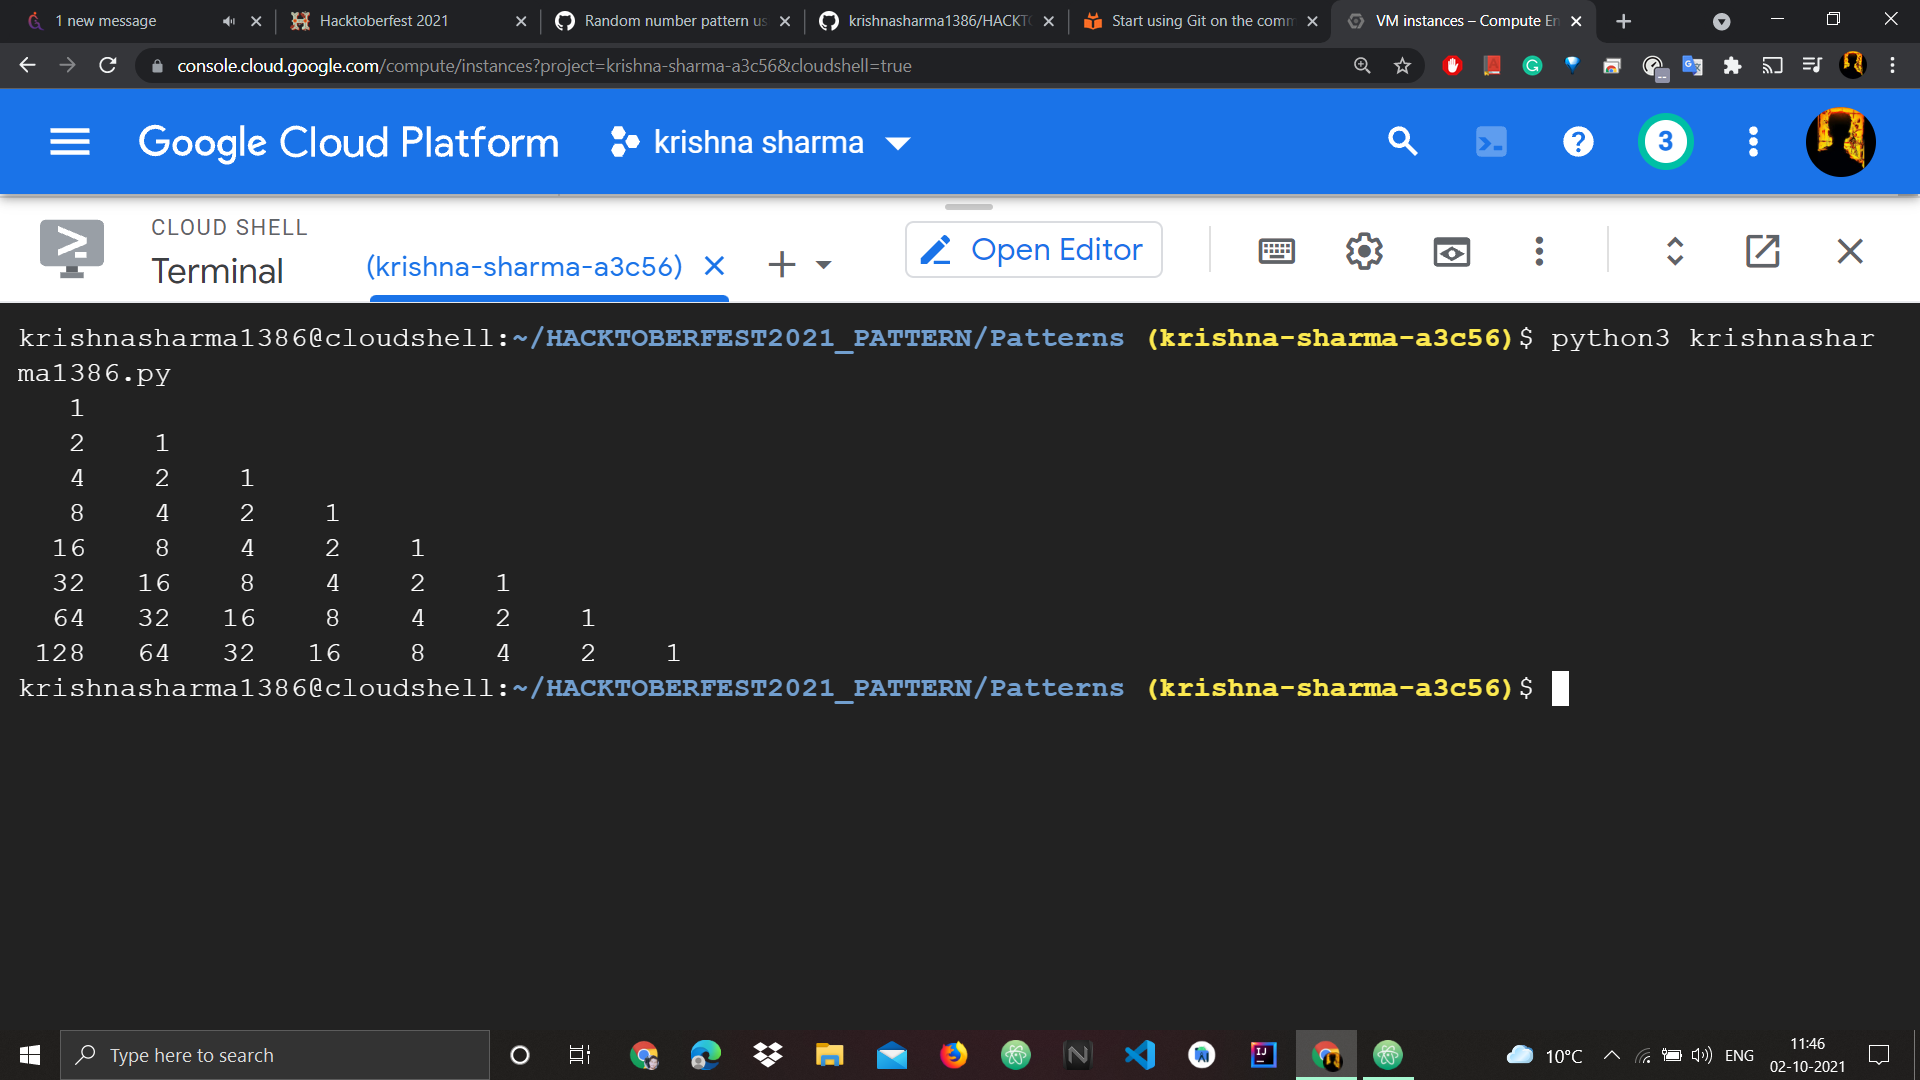 1 new message
Hacktoberfest 2021
Random number pattern us
krishnasharma1386/HACKT
Start using Git on the comm
VM instances – Compute En
console.cloud.google.com/compute/instances?project=krishna-sharma-a3c56&cloudshell=true
Google Cloud Platform
krishna sharma
3
CLOUD SHELL
Terminal
(krishna-sharma-a3c56)
Open Editor
krishnasharma1386@cloudshell:~/HACKTOBERFEST2021_PATTERN/Patterns (krishna-sharma-a3c56)$ python3 krishnashar
ma1386.py
1
2 1
4 2 1
8 4 2 1
16 8 4 2 1
32 16 8 4 2 1
64 32 16 8 4 2 1
128 64 32 16 8 4 2 1
krishnasharma1386@cloudshell:~/HACKTOBERFEST2021_PATTERN/Patterns (krishna-sharma-a3c56)$
Type here to search
10°C
ENG
11:46
02-10-2021